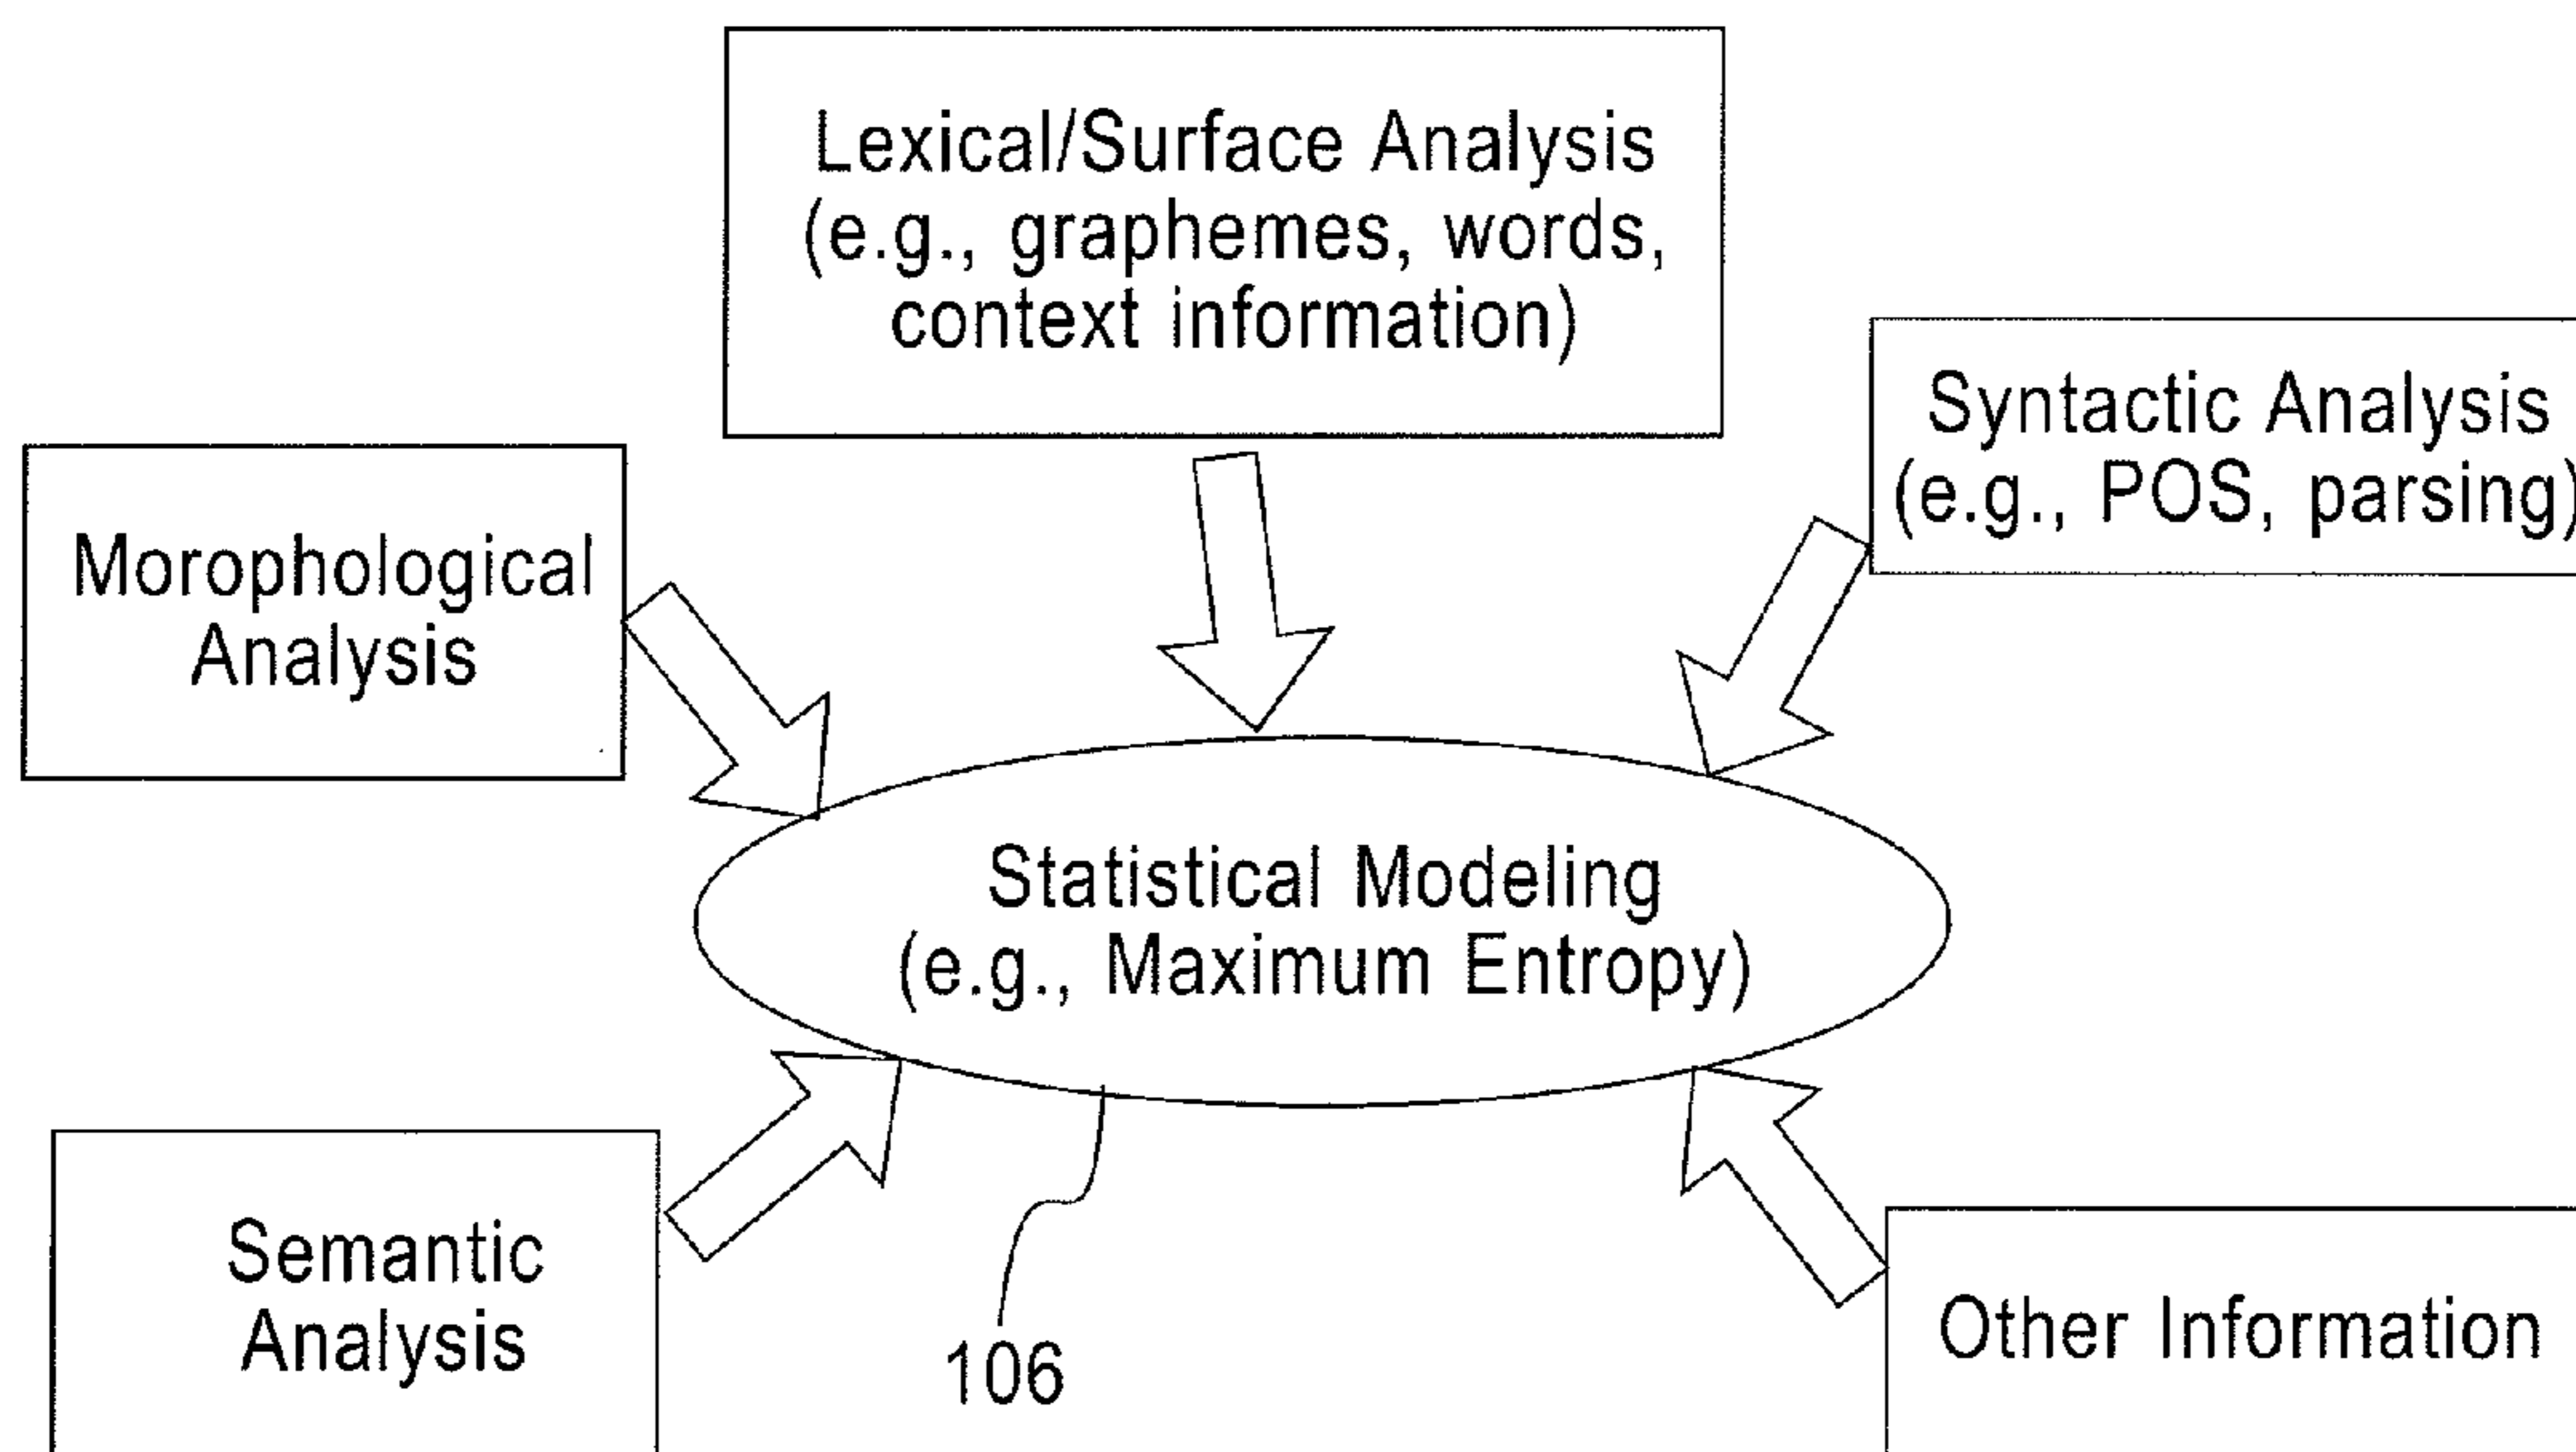 Lexical/Surface Analysis
(e.g., graphemes, words,
context information)
Syntactic Analysis
(e.g., POS, parsing)
Morophological
Analysis
Statistical Modeling
(e.g., Maximum Entropy)
Semantic
Analysis
Other Information
106